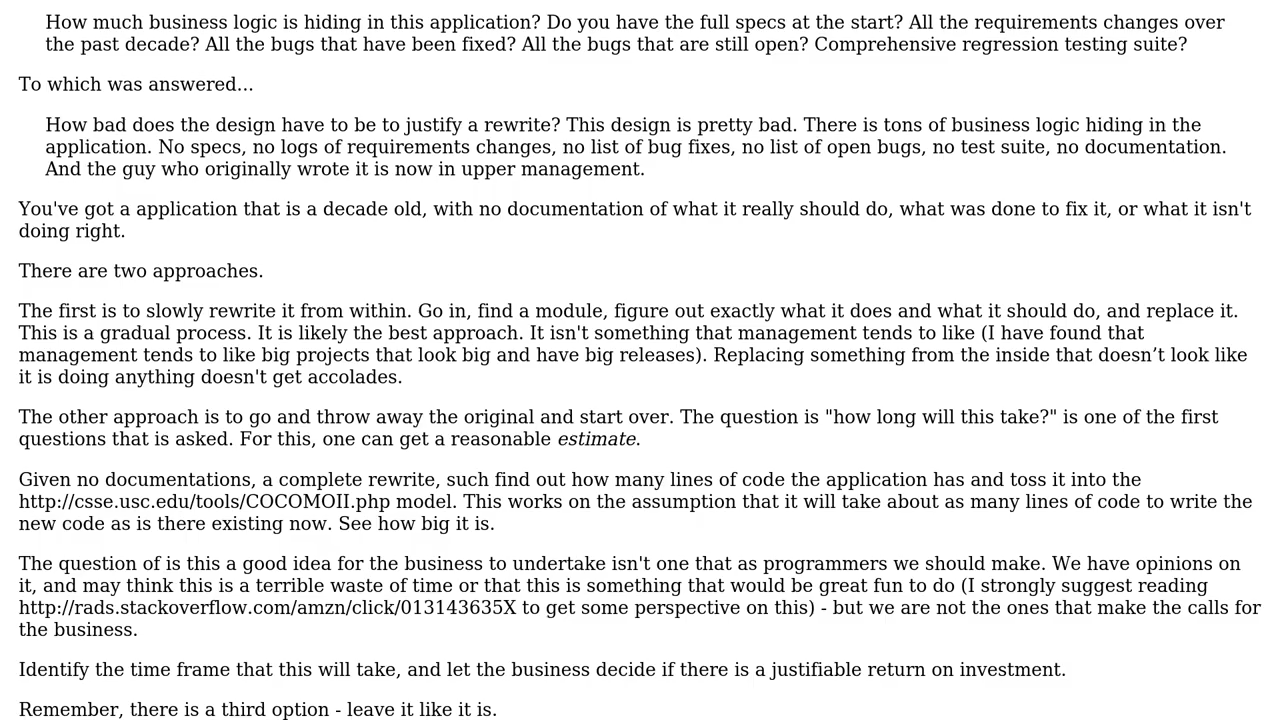 How much business logic is hiding in this application? Do you have the full specs at the start? All the requirements changes over
the past decade? All the bugs that have been fixed? All the bugs that are still open? Comprehensive regression testing suite?
To which was answered...
How bad does the design have to be to justify a rewrite? This design is pretty bad. There is tons of business logic hiding in the
application. No specs, no logs of requirements changes, no list of bug fixes, no list of open bugs, no test suite, no documentation.
And the guy who originally wrote it is now in upper management.
You've got a application that is a decade old, with no documentation of what it really should do, what was done to fix it, or what it isn't
doing right.
There are two approaches.
The first is to slowly rewrite it from within. Go in, find a module, figure out exactly what it does and what it should do, and replace it.
This is a gradual process. It is likely the best approach. It isn't something that management tends to like (I have found that
management tends to like big projects that look big and have big releases). Replacing something from the inside that doesn’t look like
it is doing anything doesn't get accolades.
The other approach is to go and throw away the original and start over. The question is "how long will this take?" is one of the first
questions that is asked. For this, one can get a reasonable estimate.
Given no documentations, a complete rewrite, such find out how many lines of code the application has and toss it into the
http://csse.usc.edu/tools/COCOMOII.php model. This works on the assumption that it will take about as many lines of code to write the
new code as is there existing now. See how big it is.
The question of is this a good idea for the business to undertake isn't one that as programmers we should make. We have opinions on
it, and may think this is a terrible waste of time or that this is something that would be great fun to do (I strongly suggest reading
http://rads.stackoverflow.com/amzn/click/013143635X to get some perspective on this) - but we are not the ones that make the calls for
the business.
Identify the time frame that this will take, and let the business decide if there is a justifiable return on investment.
Remember, there is a third option - leave it like it is.